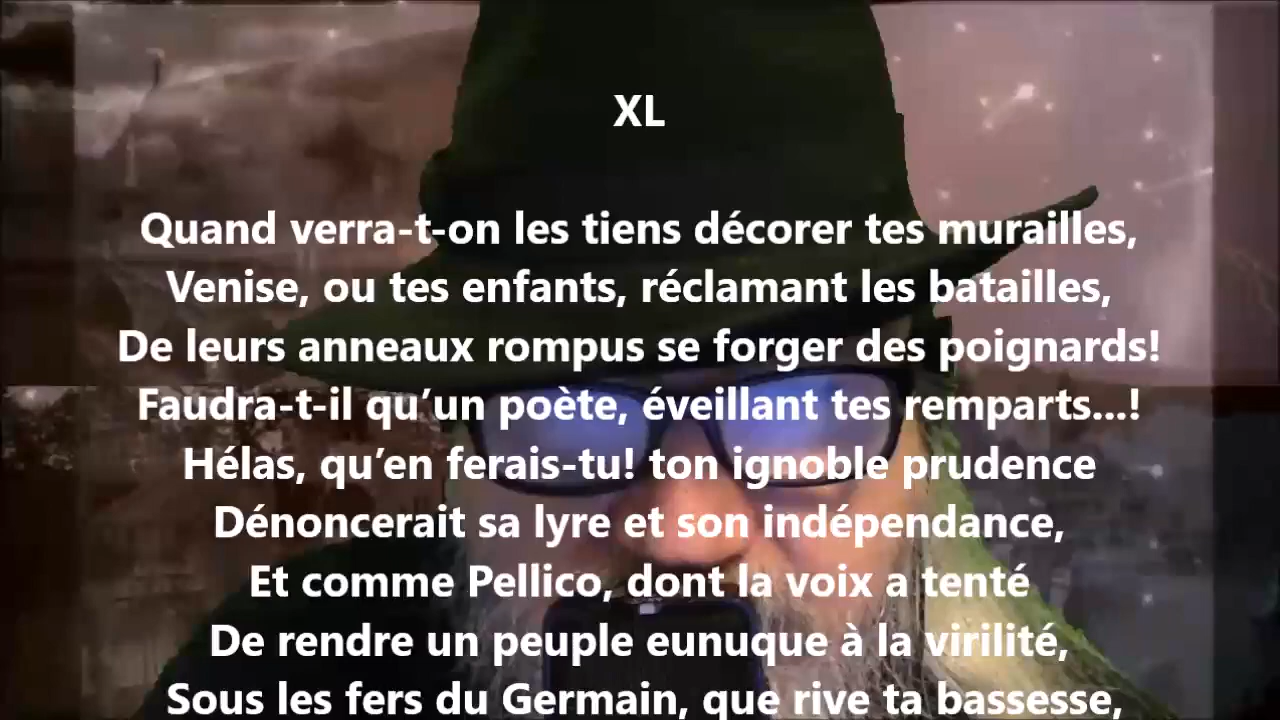 XL
Quand verra-t-on les tiens décorer tes murailles,
Venise, ou tes enfants, réclamant les batailles,
De leurs anneaux rompus se forger des poignards!
Faudra-t-il qu’un poète, éveillant tes remparts...!
Hélas, qu’en ferais-tu! ton ignoble prudence
Dénoncerait sa lyre et son indépendance,
Et comme Pellico, dont la voix a tenté
De rendre un peuple eunuque à la virilité,
Sous les fers du Germain, que rive ta bassesse,